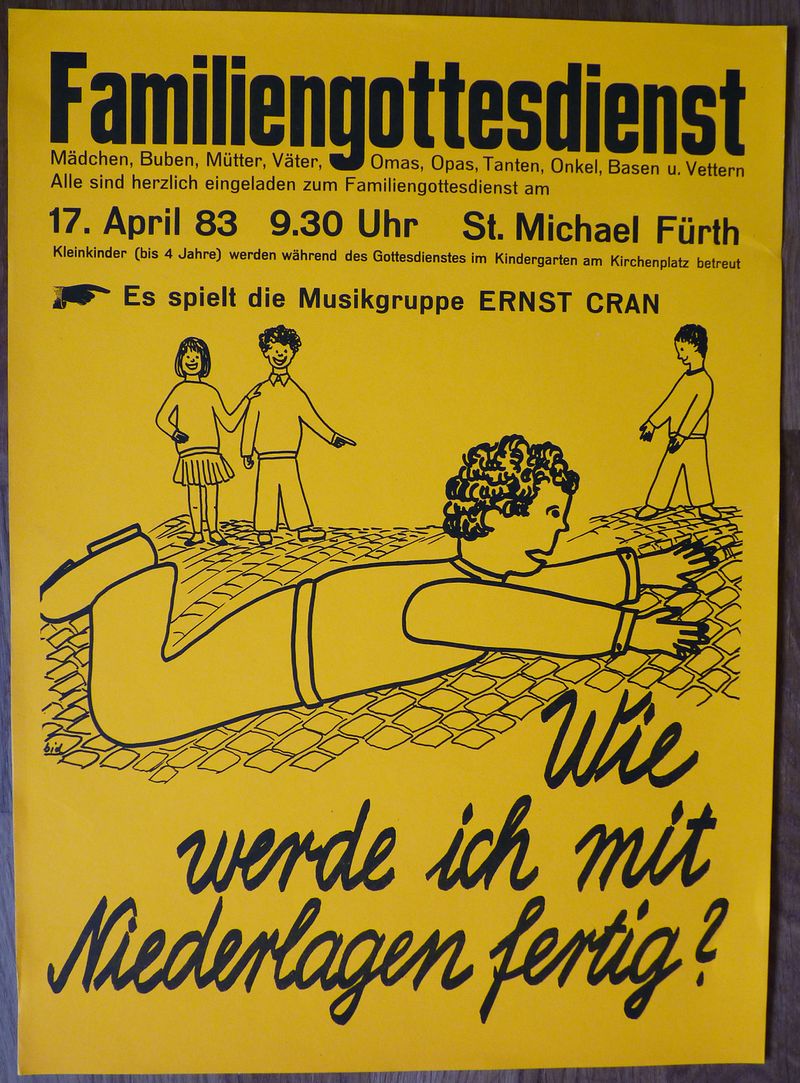 Familiengottesdienst
Mädchen, Buben, Mütter, Väter, Omas, Opas, Tanten, Onkel, Basen u. Vettern
Alle sind herzlich eingeladen zum Familiengottesdienst am
17. April 83 9.30 Uhr St. Michael Fürth
Kleinkinder (bis 4 Jahre) werden während des Gottesdienstes im Kindergarten am Kirchenplatz betreut
Es spielt die Musikgruppe ERNST CRAN
bid
Wie
werde ich mit
Niederlagen fertig?